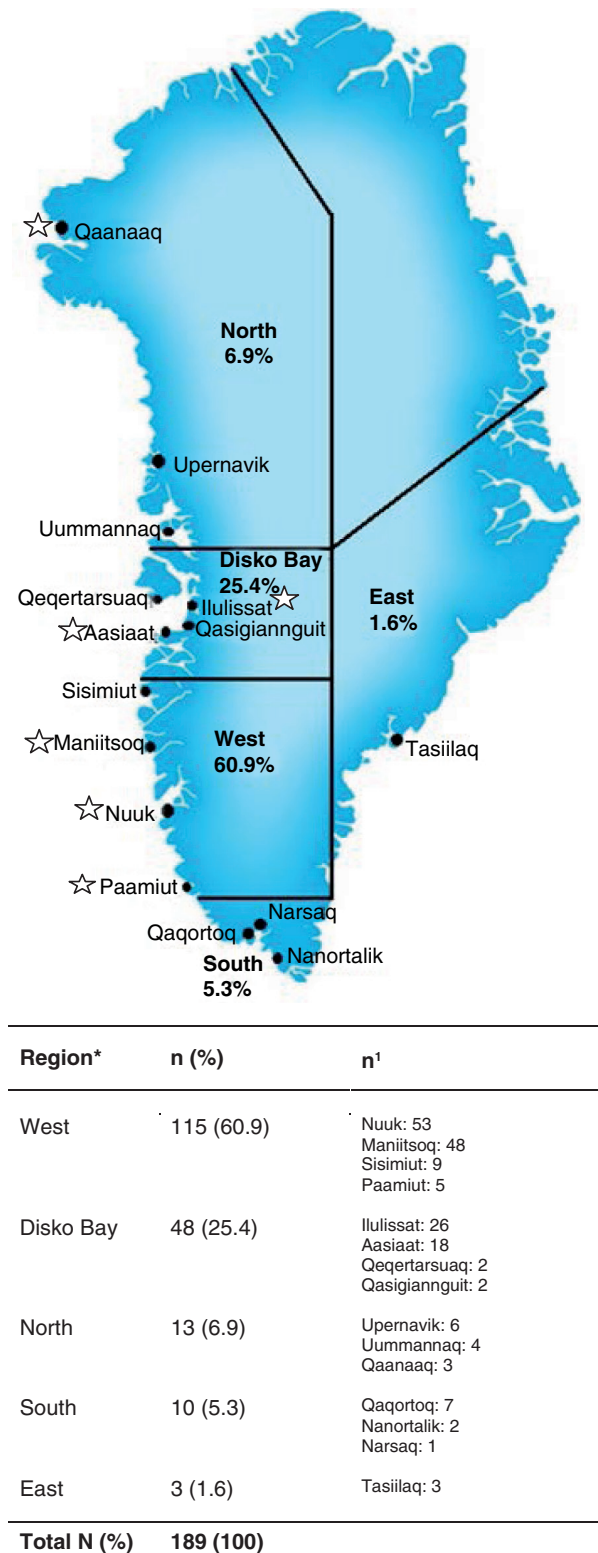 Qaanaaq
North
6.9%
Upernavik
Uummannaq
Disko Bay
25.4%
Qeqertarsuaq
Ilulissat
East
1.6%
Aasiaat
Qasigiannguit
Sisimiut
West
60.9%
Maniitsoq
Tasiilaq
Nuuk
Paamiut
Narsaq
Qaqortoq
Nanortalik
South
5.3%
Region* n (%) n¹
West 115 (60.9) Nuuk: 53
Maniitsoq: 48
Sisimiut: 9
Paamiut: 5
Disko Bay 48 (25.4) Ilulissat: 26
Aasiaat: 18
Qeqertarsuaq: 2
Qasigiannguit: 2
North 13 (6.9) Upernavik: 6
Uummannaq: 4
Qaanaaq: 3
South 10 (5.3) Qaqortoq: 7
Nanortalik: 2
Narsaq: 1
East 3 (1.6) Tasiilaq: 3
Total N (%) 189 (100)